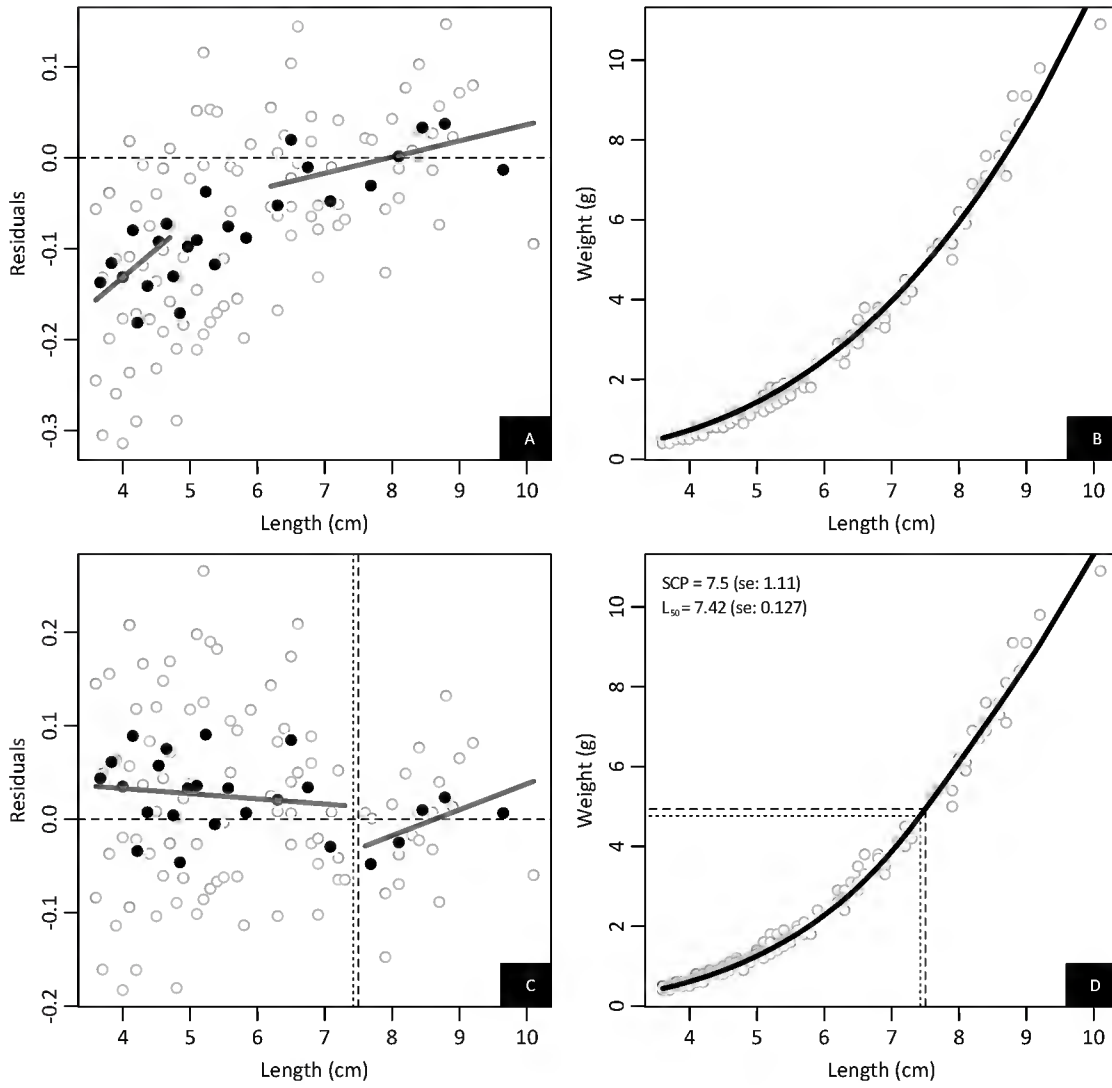 Residuals
0.1
0.0
-0.1
-0.2
-0.3
4 5 6 7 8 9 10
Length (cm)
A
Weight (g)
10
8
6
4
2
0
4 5 6 7 8 9 10
Length (cm)
B
Residuals
0.2
0.1
0.0
-0.1
-0.2
4 5 6 7 8 9 10
Length (cm)
C
SCP = 7.5 (se: 1.11)
L₅₀ = 7.42 (se: 0.127)
Weight (g)
10
8
6
4
2
0
4 5 6 7 8 9 10
Length (cm)
D